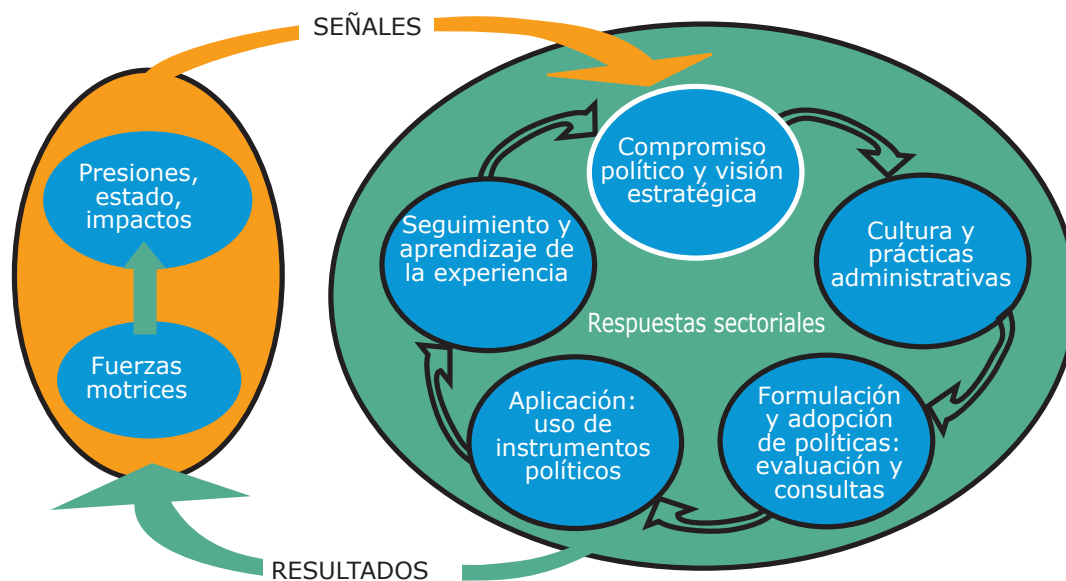 SEÑALES
Presiones,
estado,
impactos
Fuerzas
motrices
Compromiso
político y visión
estratégica
Cultura y
prácticas
administrativas
Formulación
y adopción
de políticas:
evaluación y
consultas
Aplicación:
uso de
instrumentos
políticos
Seguimiento y
aprendizaje de
la experiencia
Respuestas sectoriales
RESULTADOS